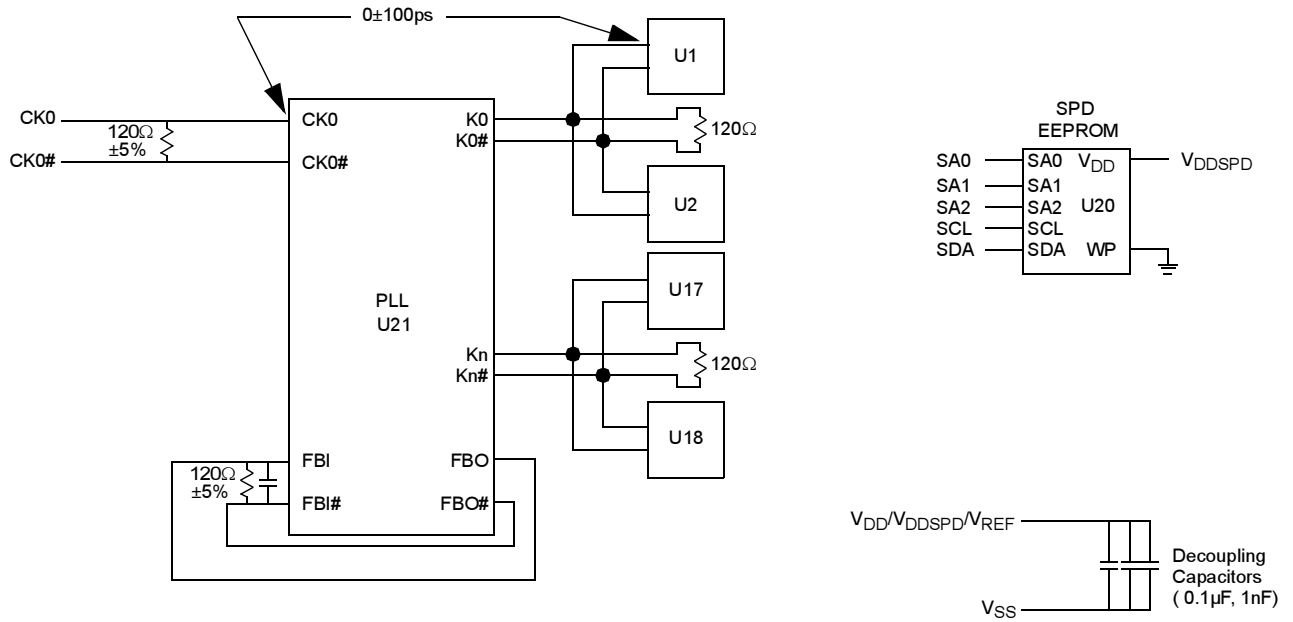 0±100ps
CK0
CK0#
120Ω
±5%
CK0
CK0#
K0
K0#
U1
120Ω
U2
PLL
U21
U17
Kn
Kn#
120Ω
U18
120Ω
±5%
FBI
FBI#
FBO
FBO#
SPD
EEPROM
SA0
SA1
SA2
SCL
SDA
SA0 VDD
SA1
SA2 U20
SCL
SDA WP
VDDSPD
VDD/VDDSPD/VREF
VSS
Decoupling
Capacitors
( 0.1µF, 1nF)